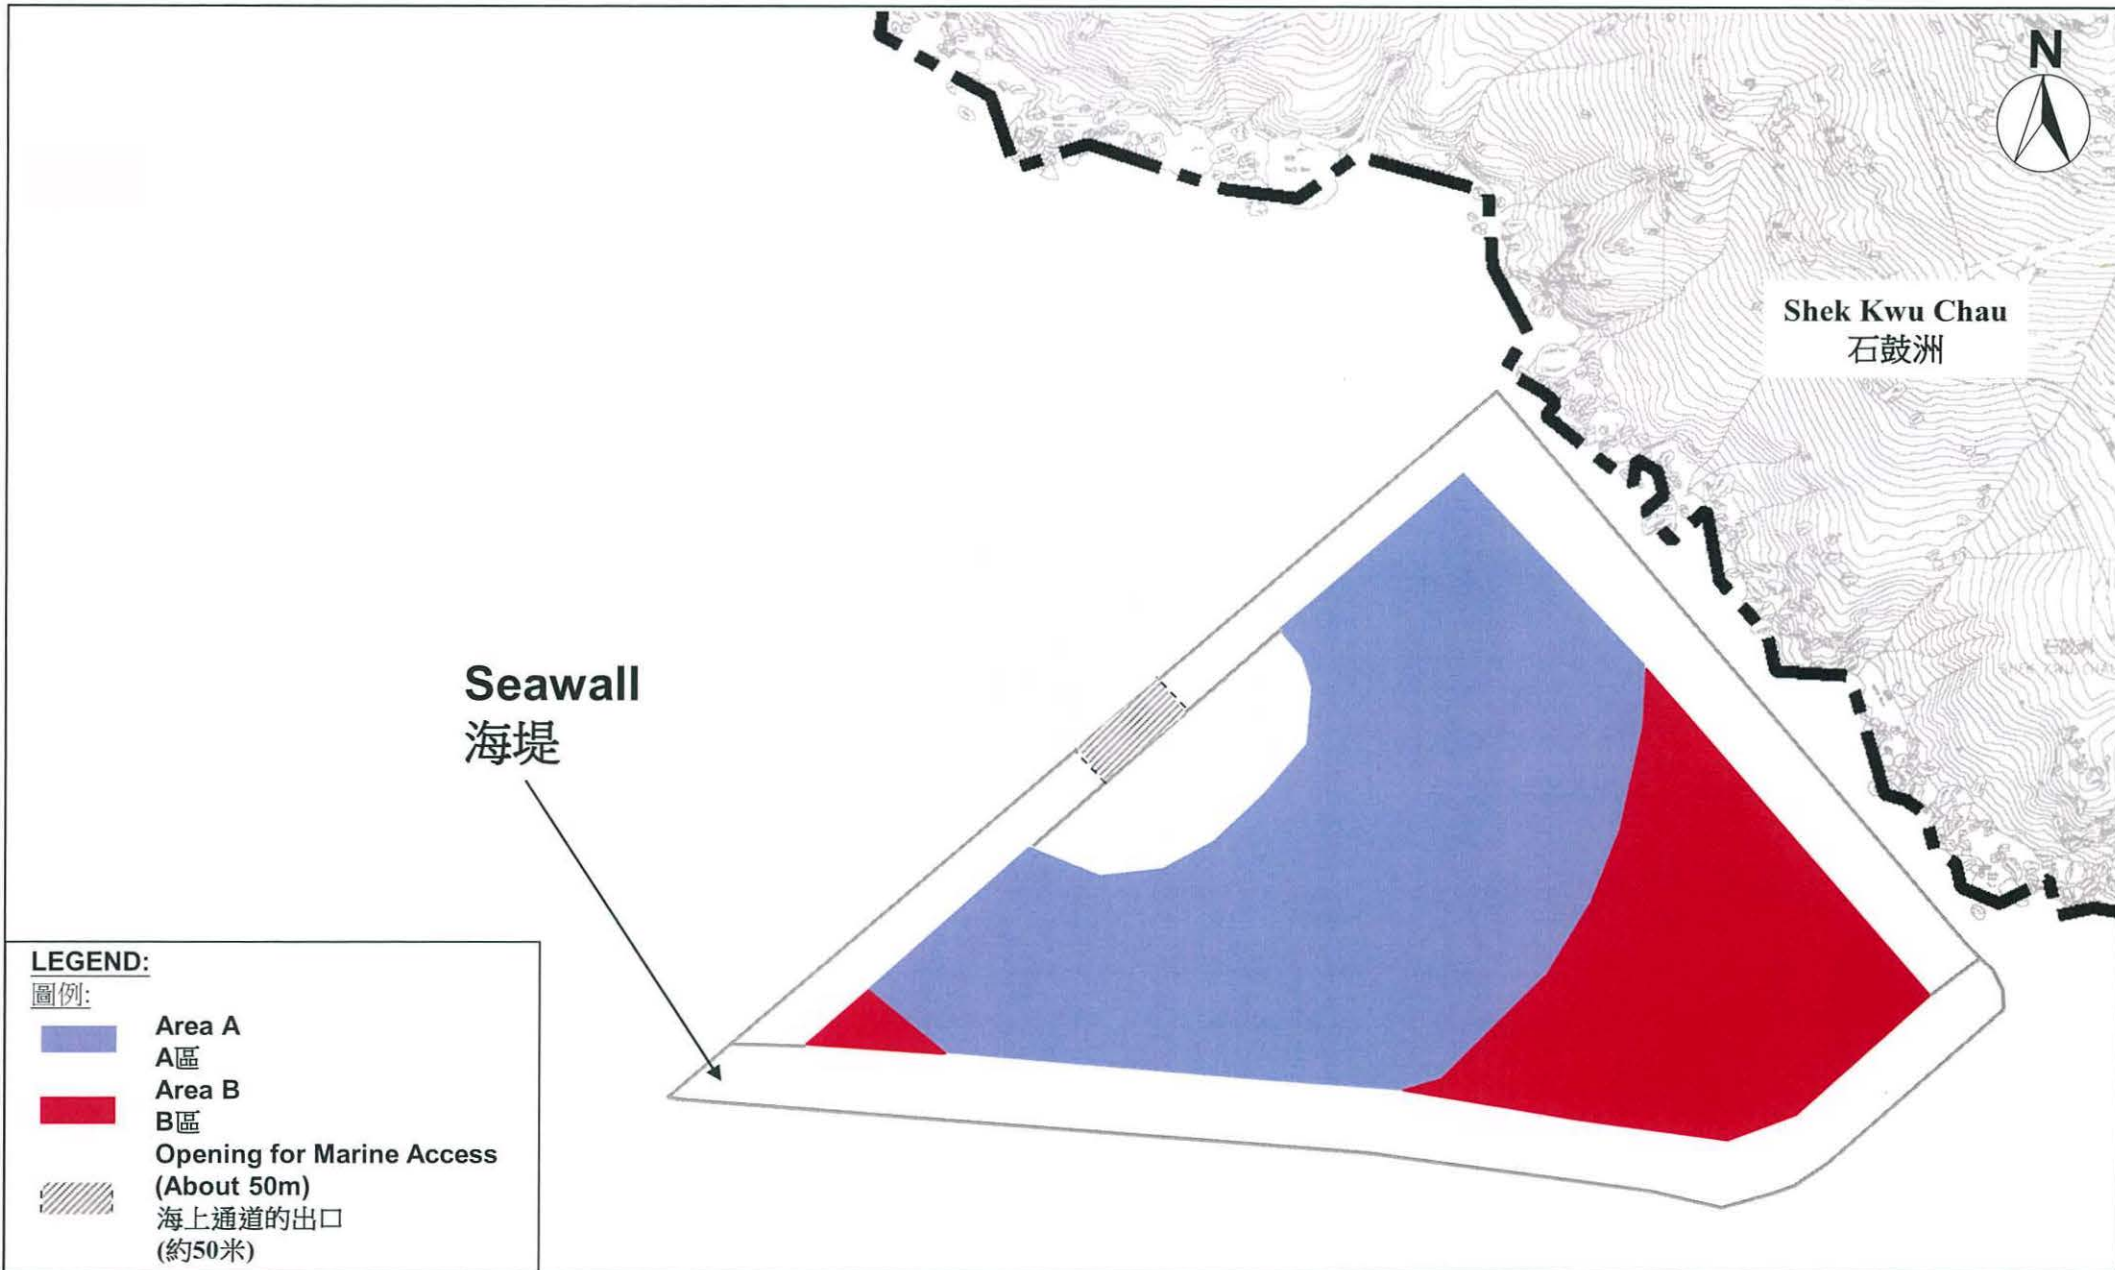 N
Shek Kwu Chau
石鼓洲
Seawall
海堤
LEGEND:
圖例:
Area A
A區
Area B
B區
Opening for Marine Access
(About 50m)
海上通道的出口
(約50米)